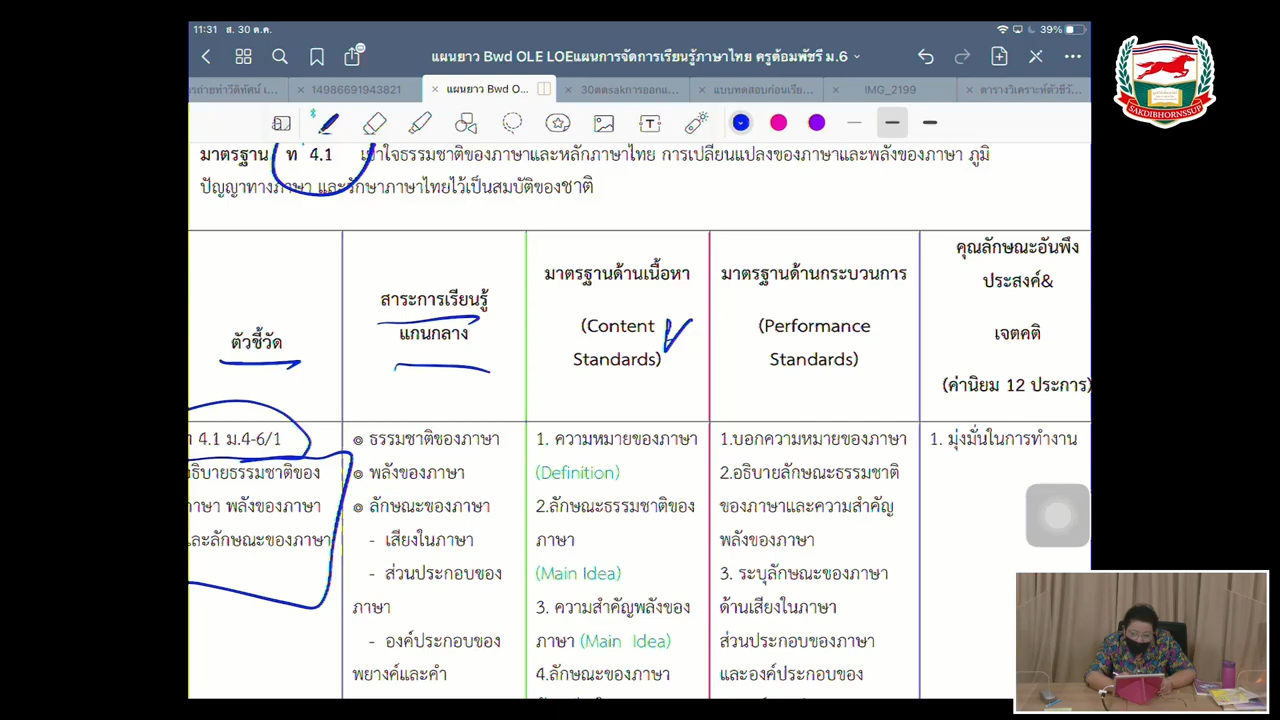 11:31 ส. 30 ต.ค.
39%
แผนยาว Bwd OLE LOEแผนการจัดการเรียนรู้ภาษาไทย ครูต้อมพัชรี ม.6
14986691943821
แผนยาว Bwd O...
แบบทดสอบก่อนเรีย...
IMG_2199
ตารางวิเคราะห์ตัวชี้วั...
มาตรฐาน ท 4.1 เข้าใจธรรมชาติของภาษาและหลักภาษาไทย การเปลี่ยนแปลงของภาษาและพลังของภาษา ภูมิ
ปัญญาทางภาษา และรักษาภาษาไทยไว้เป็นสมบัติของชาติ
ตัวชี้วัด
สาระการเรียนรู้
แกนกลาง
มาตรฐานด้านเนื้อหา
(Content
Standards)
มาตรฐานด้านกระบวนการ
(Performance
Standards)
คุณลักษณะอันพึง
ประสงค์&
เจตคติ
(ค่านิยม 12 ประการ)
4.1 ม.4-6/1
ธิบายธรรมชาติของ
ภาษา พลังของภาษา
และลักษณะของภาษา
๏ ธรรมชาติของภาษา
๏ พลังของภาษา
๏ ลักษณะของภาษา
- เสียงในภาษา
- ส่วนประกอบของ
ภาษา
- องค์ประกอบของ
พยางค์และคำ
1. ความหมายของภาษา
(Definition)
2.ลักษณะธรรมชาติของ
ภาษา
(Main Idea)
3. ความสำคัญพลังของ
ภาษา (Main Idea)
4.ลักษณะของภาษา
1.บอกความหมายของภาษา
2.อธิบายลักษณะธรรมชาติ
ของภาษาและความสำคัญ
พลังของภาษา
3. ระบุลักษณะของภาษา
ด้านเสียงในภาษา
ส่วนประกอบของภาษา
และองค์ประกอบของ
1. มุ่งมั่นในการทำงาน
SAKDIBHORNSSUP